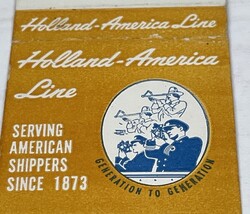 Holland-America Line
Holland-America
Line
SERVING
AMERICAN
SHIPPERS
SINCE 1873
GENERATION TO GENERATION